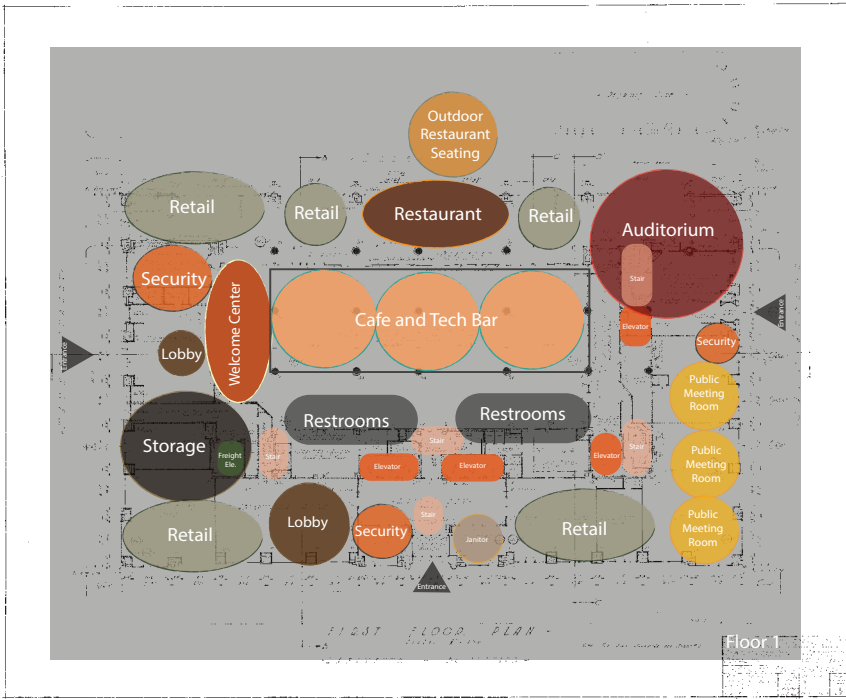 Outdoor
Restaurant
Seating
Retail
Retail
Restaurant
Retail
Auditorium
Security
Welcome Center
Stair
Cafe and Tech Bar
Elevator
Entrance
Entrance
Lobby
Security
Public
Meeting
Room
Restrooms
Restrooms
Storage
Freight
Ele.
Stair
Stair
Elevator
Elevator
Elevator
Stair
Public
Meeting
Room
Retail
Lobby
Security
Stair
Janitor
Retail
Public
Meeting
Room
Entrance
FIRST FLOOR PLAN
Floor 1